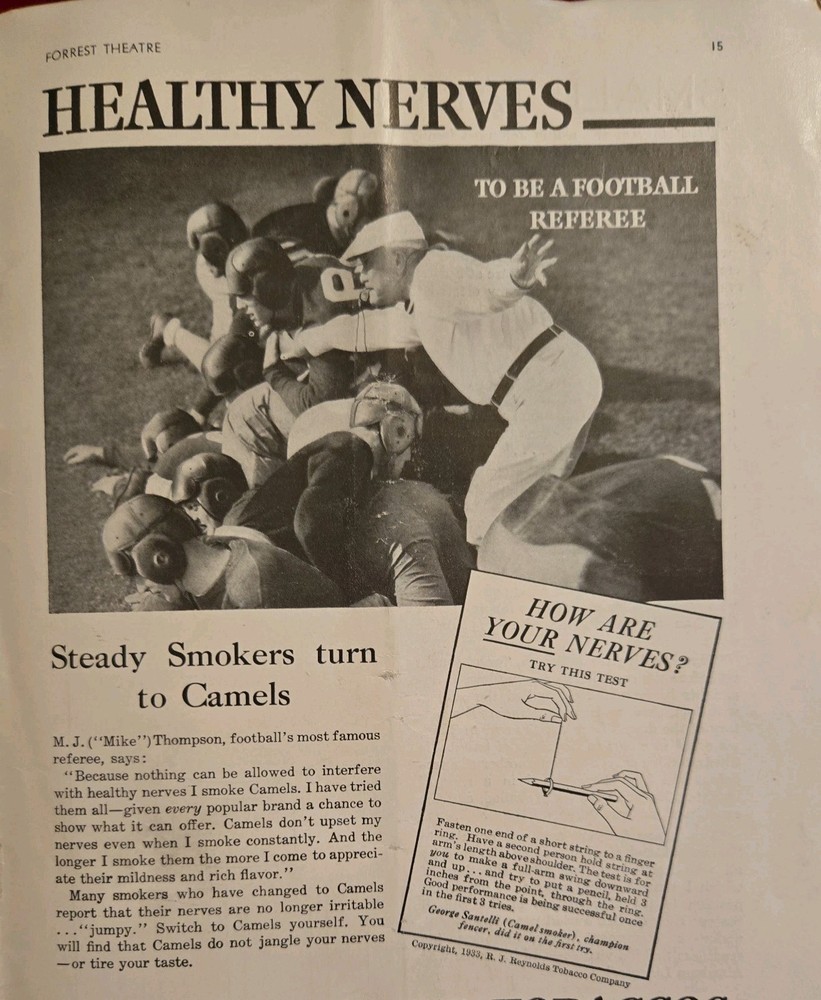 FORREST THEATRE
15
HEALTHY NERVES
TO BE A FOOTBALL
REFEREE
Steady Smokers turn
to Camels
M. J. ("Mike") Thompson, football's most famous
referee, says:
"Because nothing can be allowed to interfere
with healthy nerves I smoke Camels. I have tried
them all—given every popular brand a chance to
show what it can offer. Camels don't upset my
nerves even when I smoke constantly. And the
longer I smoke them the more I come to appreci-
ate their mildness and rich flavor."
Many smokers who have changed to Camels
report that their nerves are no longer irritable
..."jumpy." Switch to Camels yourself. You
will find that Camels do not jangle your nerves
—or tire your taste.
HOW ARE
YOUR NERVES?
TRY THIS TEST
Fasten one end of a short string to a finger
ring. Have a second person hold string at
arm's length above shoulder. The test is for
you to make a full-arm swing downward
and up...and try to put a pencil, held 3
inches from the point, through the ring.
Good performance is being successful once
in the first 3 tries.
George Santelli (Camel smoker), champion
fencer, did it on the first try.
Copyright, 1933, R. J. Reynolds Tobacco Company